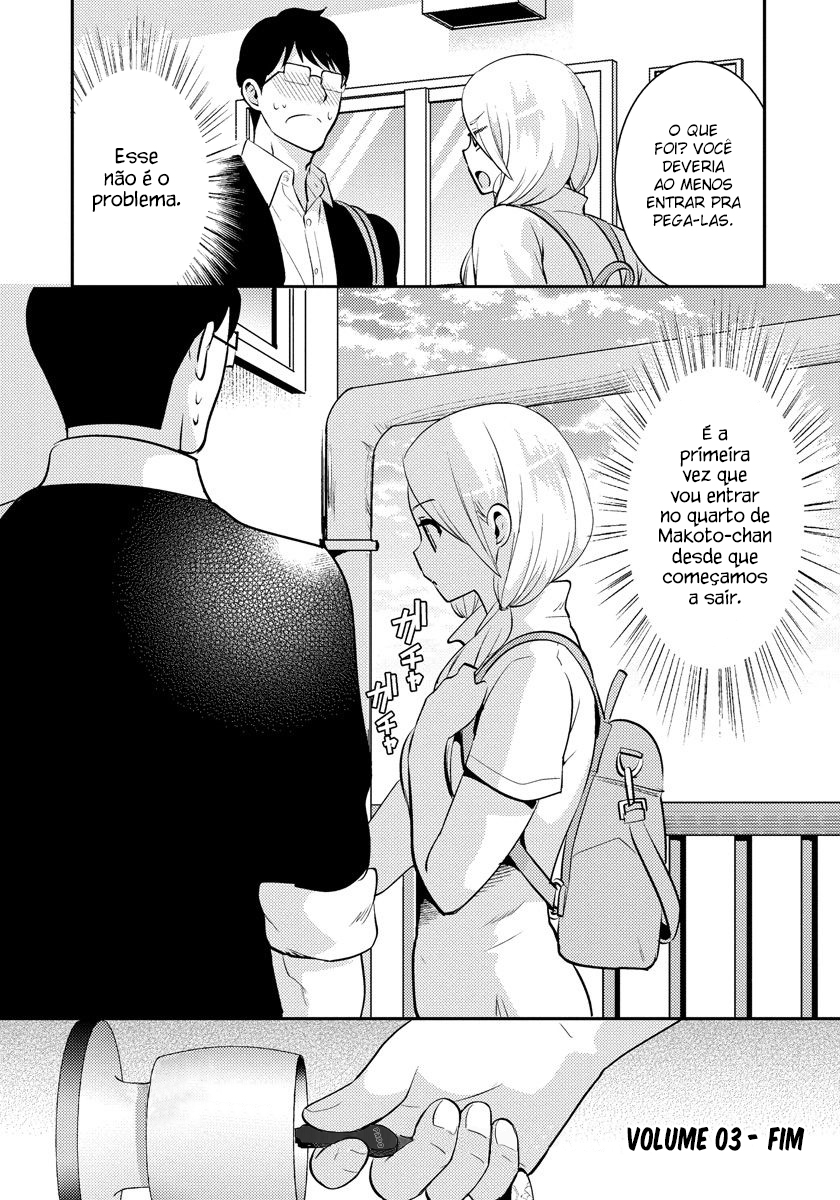 O QUE
FOI? VOCÊ
DEVERIA
AO MENOS
ENTRAR PRA
PEGA-LAS.
Esse
não é o
problema.
É a
primeira
vez que
vou entrar
no quarto de
Makoto-chan
desde que
começamos
a sair.
ガチャ
ガチャ
VOLUME 03 - FIM